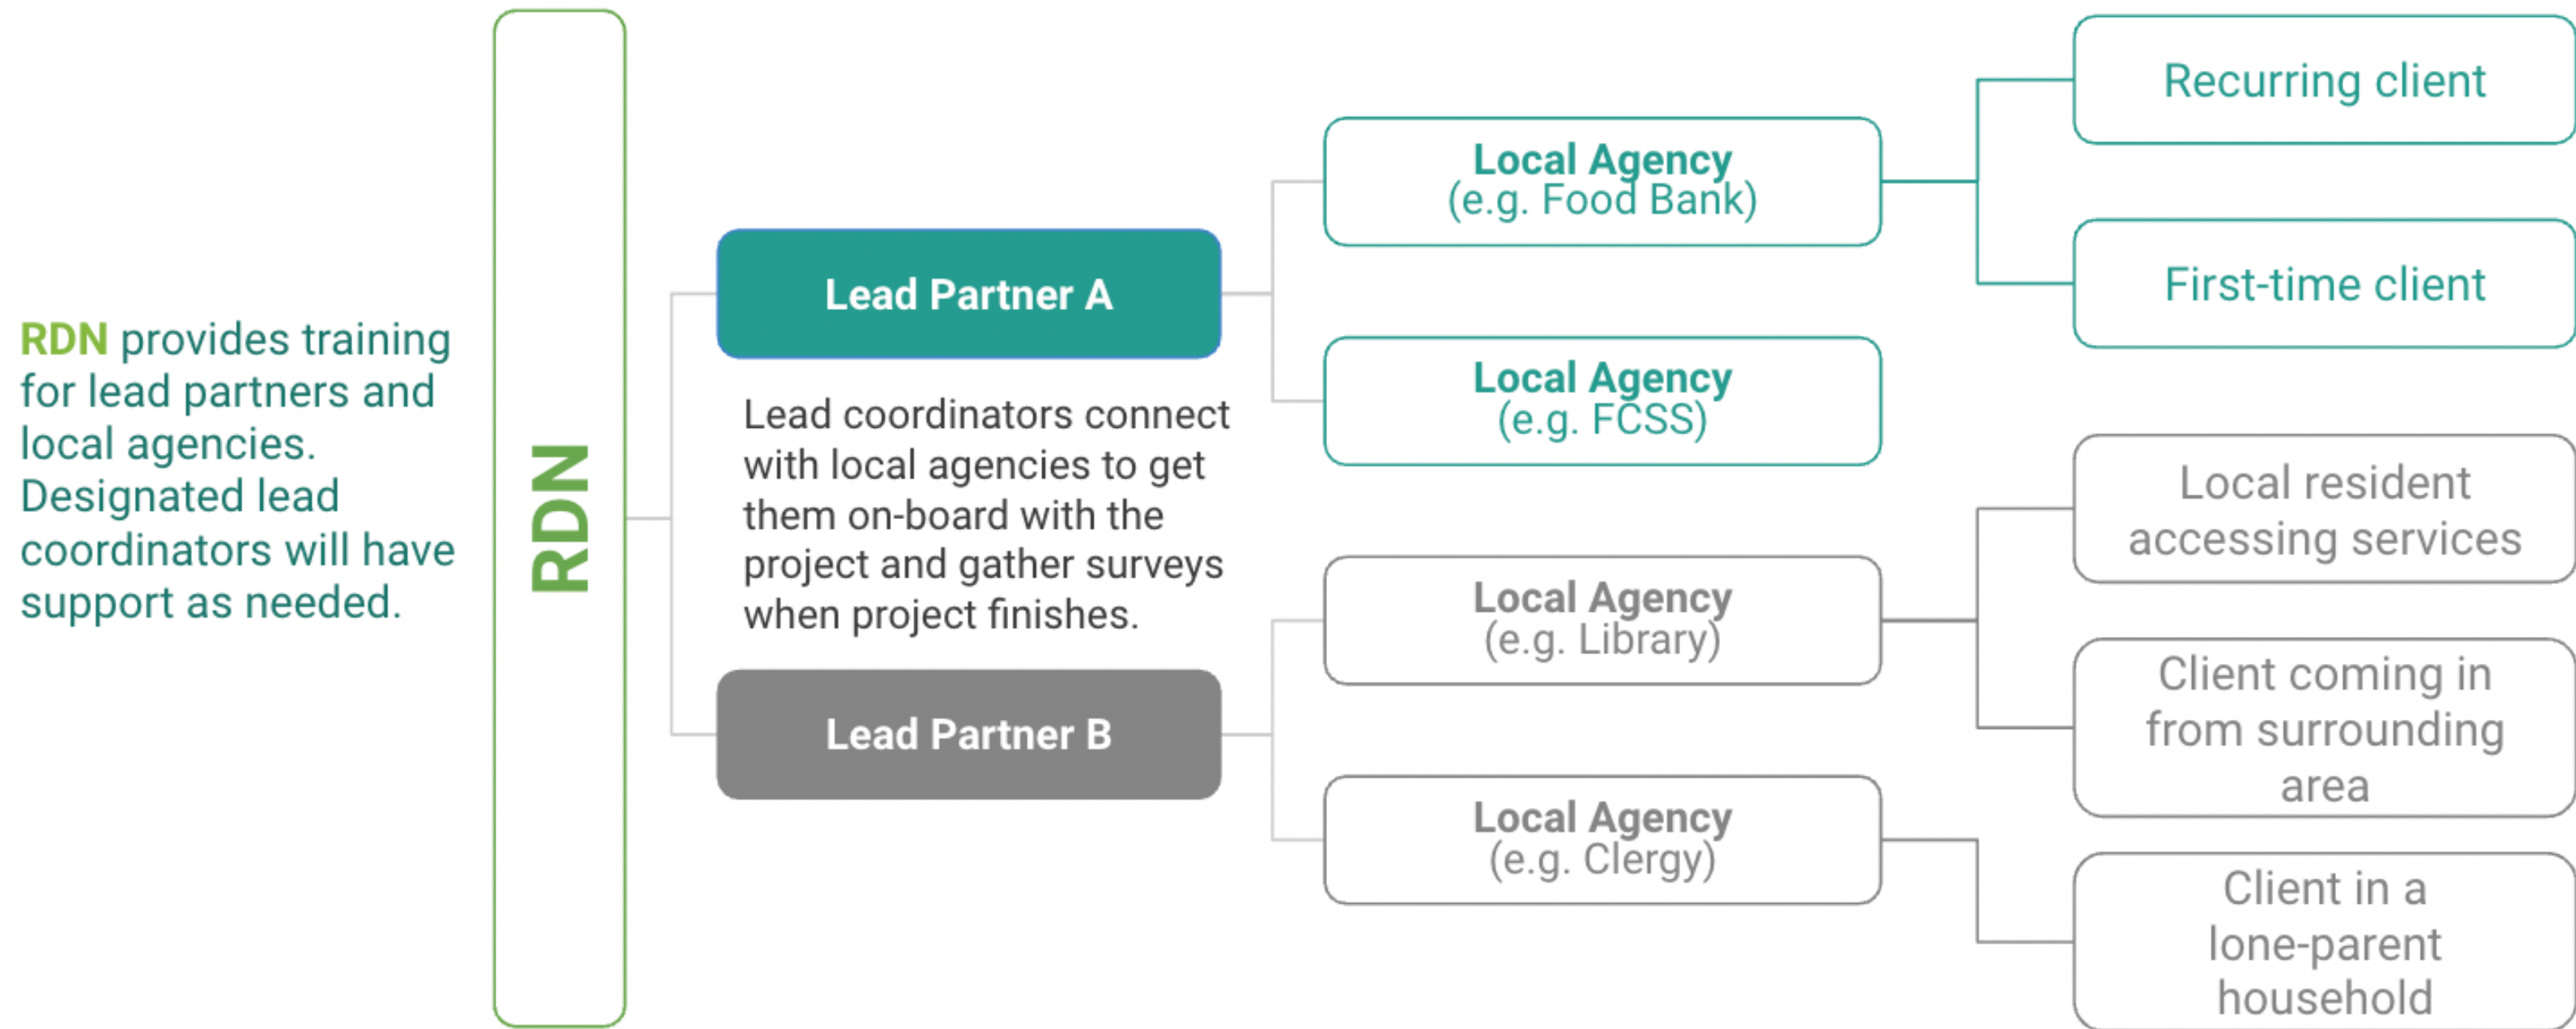 RDN provides training
for lead partners and
local agencies.
Designated lead
coordinators will have
support as needed.
RDN
Lead Partner A
Lead coordinators connect
with local agencies to get
them on-board with the
project and gather surveys
when project finishes.
Lead Partner B
Local Agency
(e.g. Food Bank)
Local Agency
(e.g. FCSS)
Local Agency
(e.g. Library)
Local Agency
(e.g. Clergy)
Recurring client
First-time client
Local resident
accessing services
Client coming in
from surrounding
area
Client in a
lone-parent
household